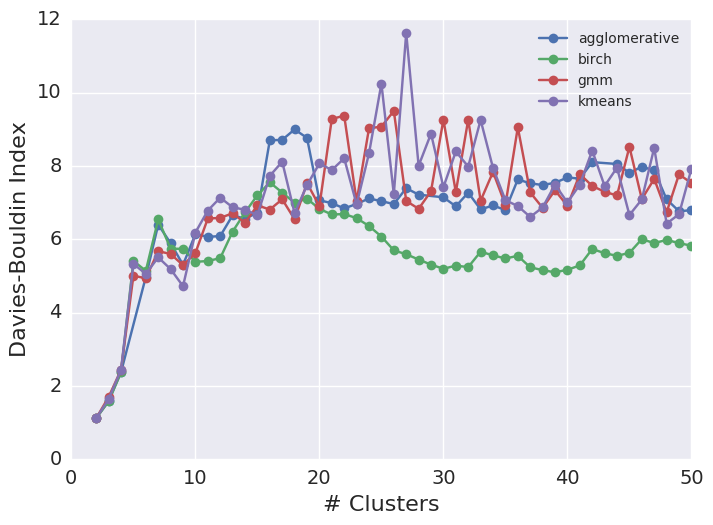 12
10
8
6
4
2
0
Davies-Bouldin Index
agglomerative
birch
gmm
kmeans
0 10 20 30 40 50
# Clusters